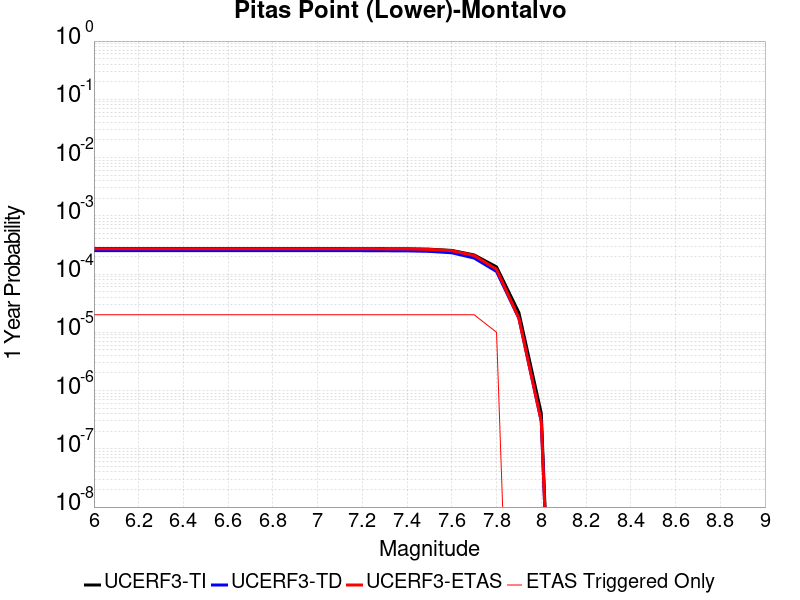 Pitas Point (Lower)-Montalvo
1 Year Probability
10^0
10^-1
10^-2
10^-3
10^-4
10^-5
10^-6
10^-7
10^-8
6 6.2 6.4 6.6 6.8 7 7.2 7.4 7.6 7.8 8 8.2 8.4 8.6 8.8 9
Magnitude
UCERF3-TI UCERF3-TD UCERF3-ETAS ETAS Triggered Only